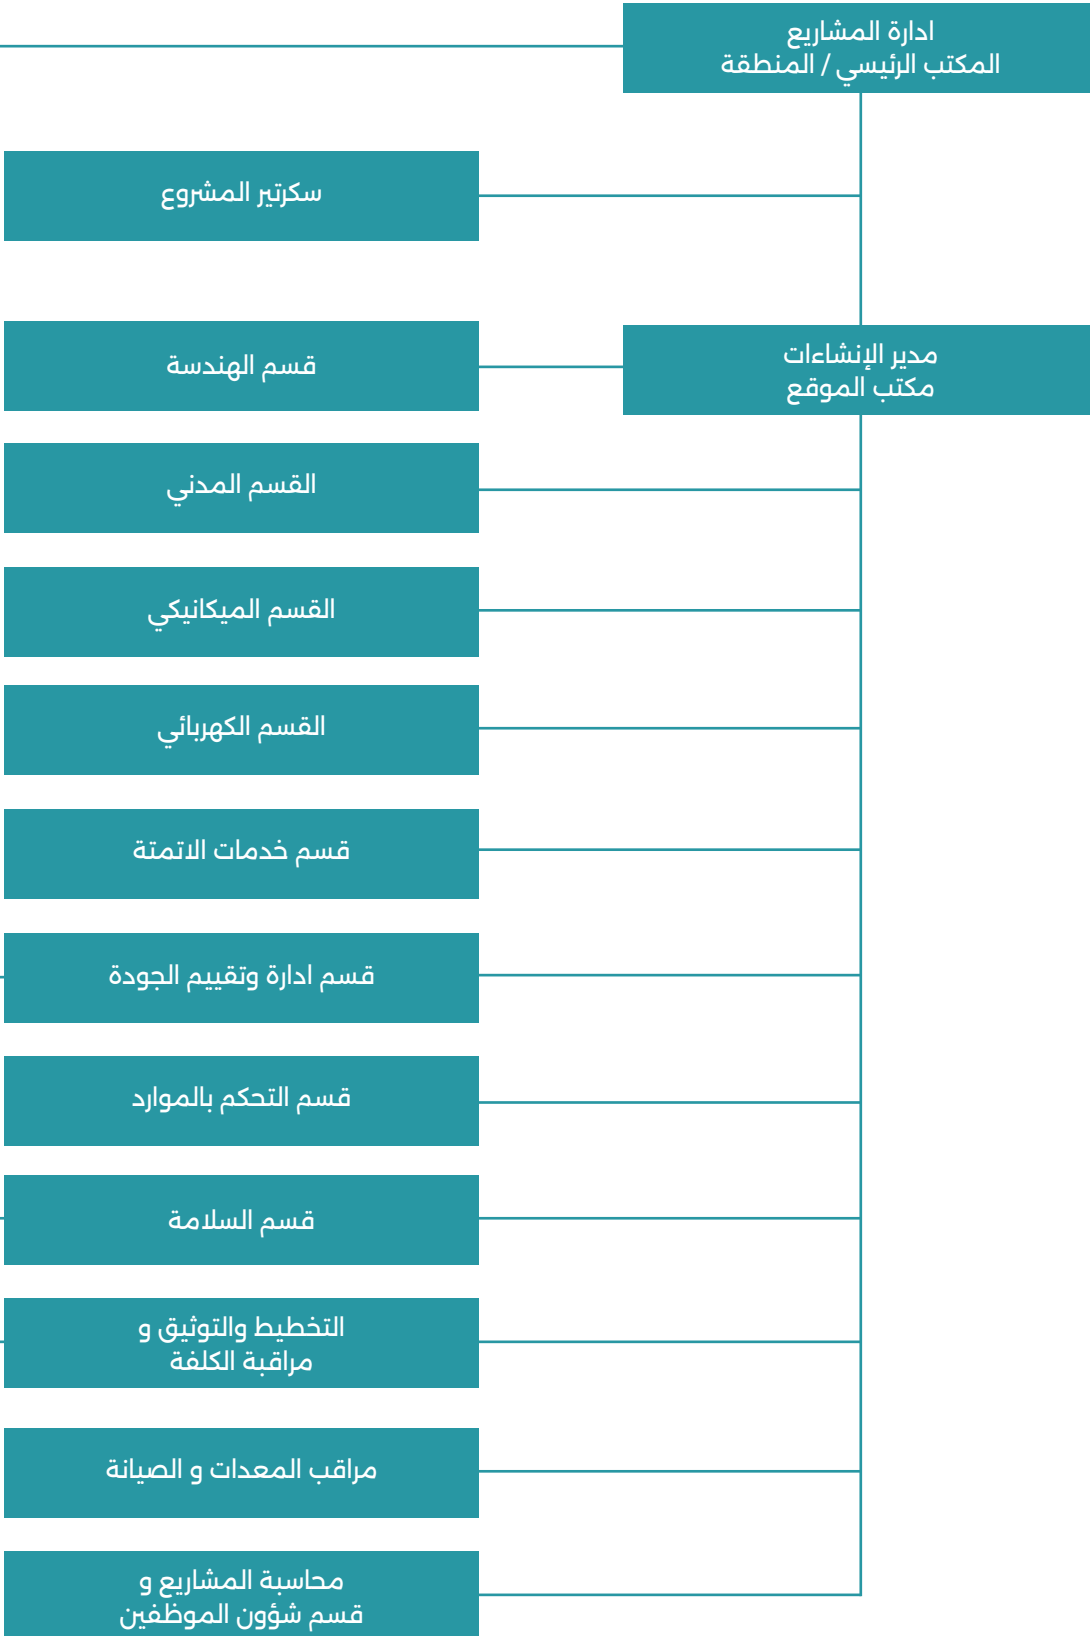 ادارة المشاريع
المكتب الرئيسي / المنطقة
سكرتير المشروع
مدير الإنشاءات
مكتب الموقع
قسم الهندسة
القسم المدني
القسم الميكانيكي
القسم الكهربائي
قسم خدمات الاتمتة
قسم ادارة وتقييم الجودة
قسم التحكم بالموارد
قسم السلامة
التخطيط والتوثيق و
مراقبة الكلفة
مراقب المعدات و الصيانة
محاسبة المشاريع و
قسم شؤون الموظفين